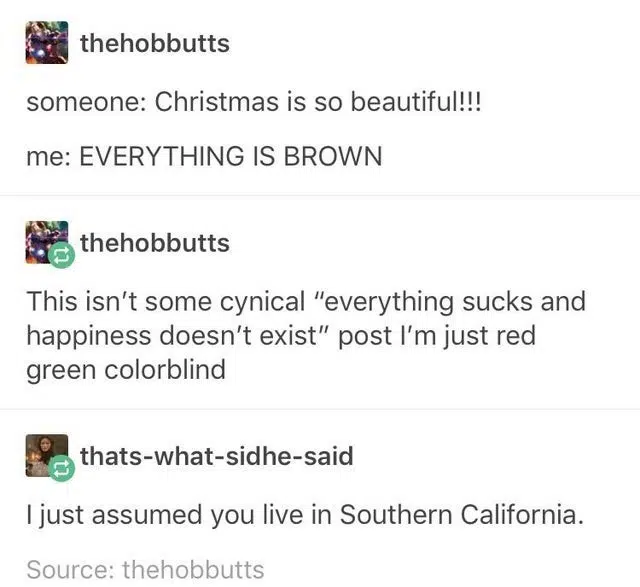 thehobbutts
someone: Christmas is so beautiful!!!
me: EVERYTHING IS BROWN
thehobbutts
This isn't some cynical "everything sucks and
happiness doesn't exist" post I'm just red
green colorblind
thats-what-sidhe-said
I just assumed you live in Southern California.
Source: thehobbutts